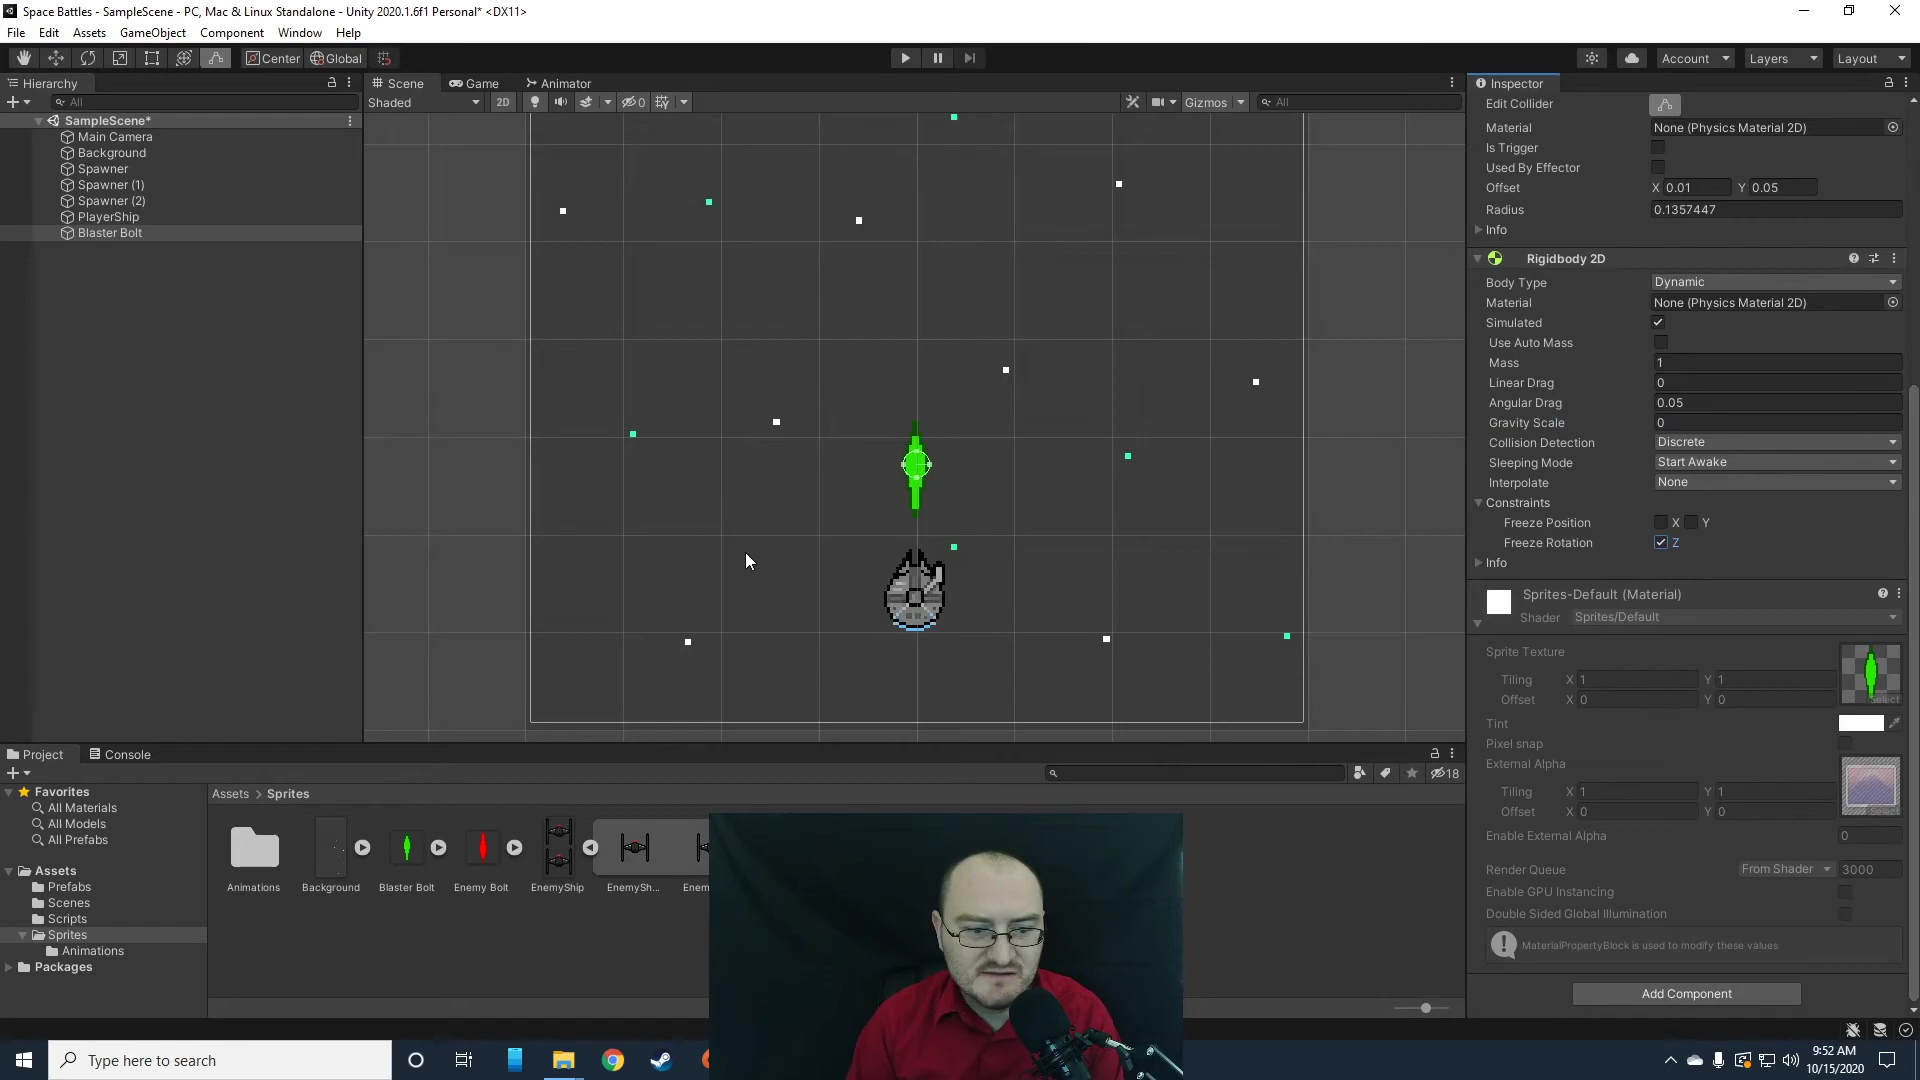 Space Battles - SampleScene - PC, Mac & Linux Standalone - Unity 2020.1.6f1 Personal* <DX11>
File Edit Assets GameObject Component Window Help
Center Global Account Layers Layout
Hierarchy
All
SampleScene*
Main Camera
Background
Spawner
Spawner (1)
Spawner (2)
PlayerShip
Blaster Bolt
Scene Game Animator
Shaded 2D 0 Gizmos All
Inspector
Edit Collider
Material None (Physics Material 2D)
Is Trigger
Used By Effector
Offset X 0.01 Y 0.05
Radius 0.1357447
Info
Rigidbody 2D
Body Type Dynamic
Material None (Physics Material 2D)
Simulated
Use Auto Mass
Mass 1
Linear Drag 0
Angular Drag 0.05
Gravity Scale 0
Collision Detection Discrete
Sleeping Mode Start Awake
Interpolate None
Constraints
Freeze Position X Y
Freeze Rotation Z
Info
Sprites-Default (Material)
Shader Sprites/Default
Sprite Texture
Tiling X 1 Y 1
Offset X 0 Y 0
Select
Tint
Pixel snap
External Alpha
Tiling X 1 Y 1
Offset X 0 Y 0
Select
Enable External Alpha 0
Render Queue From Shader 3000
Enable GPU Instancing
Double Sided Global Illumination
MaterialPropertyBlock is used to modify these values
Add Component
Project Console
18
Favorites
All Materials
All Models
All Prefabs
Assets
Prefabs
Scenes
Scripts
Sprites
Animations
Packages
Assets > Sprites
Animations Background Blaster Bolt Enemy Bolt EnemyShip EnemySh... Enem
Type here to search
9:52 AM
10/15/2020